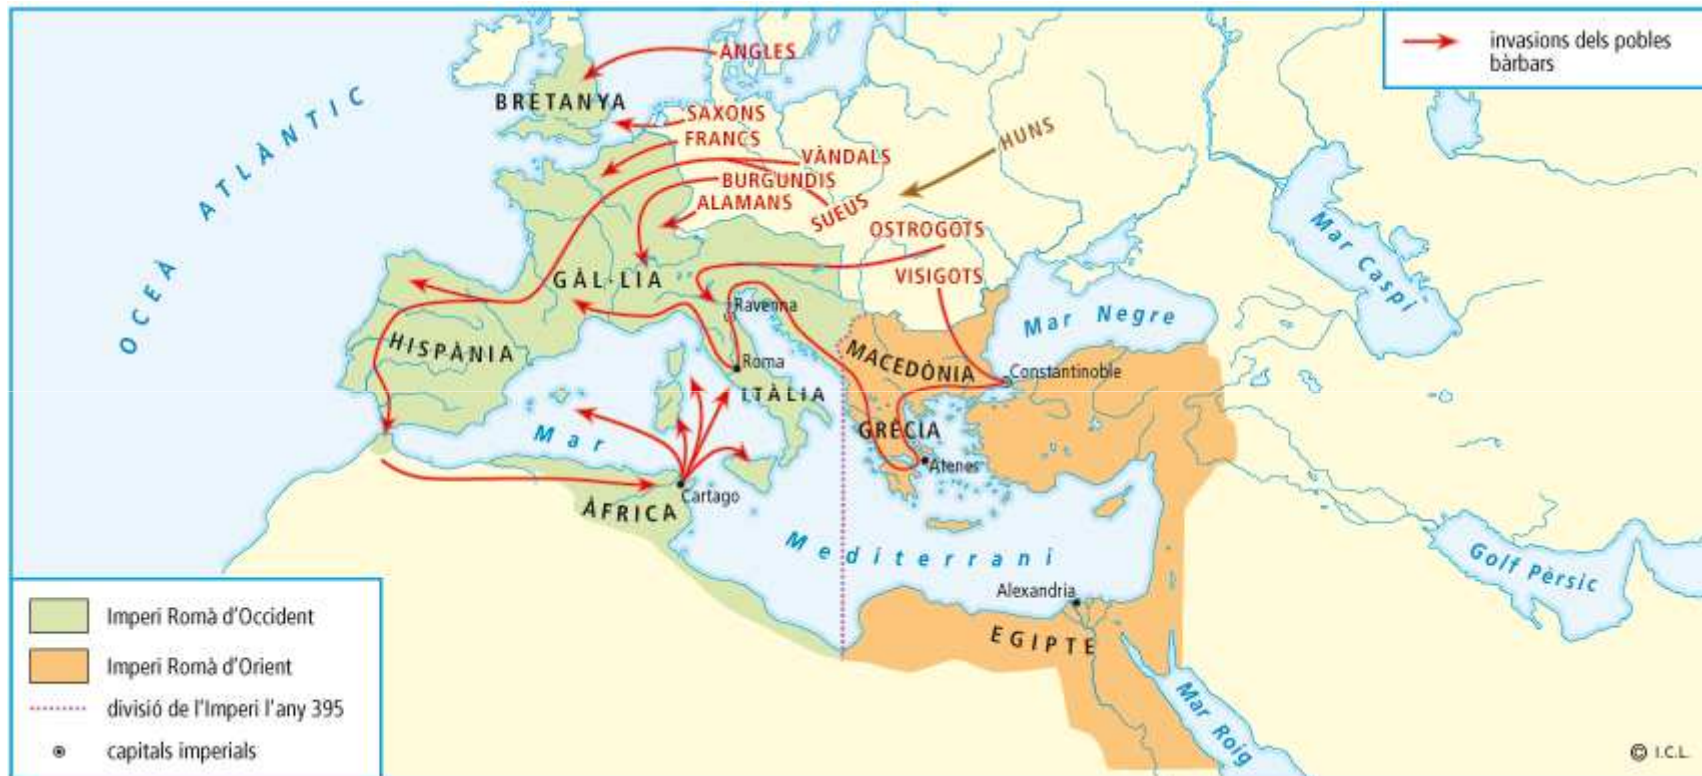 ANGLES
BRETANYA
SAXONS
FRANCS
VÀNDALS
BURGUNDIS
ALAMANS
SUEUS
HUNS
OSTROGOTS
VISIGOTS
invasions dels pobles
bàrbars
OCEÀ ATLÀNTIC
GÀL·LIA
Ravenna
HISPÀNIA
Roma
ITÀLIA
MACEDÒNIA
Constantinoble
GRÈCIA
Atenes
Mar Negre
Mar Caspi
Mar
Mediterrani
Cartago
ÀFRICA
Alexandria
EGIPTE
Mar Roig
Golf Pèrsic
Imperi Romà d'Occident
Imperi Romà d'Orient
divisió de l'Imperi l'any 395
capitals imperials
© I.C.L.